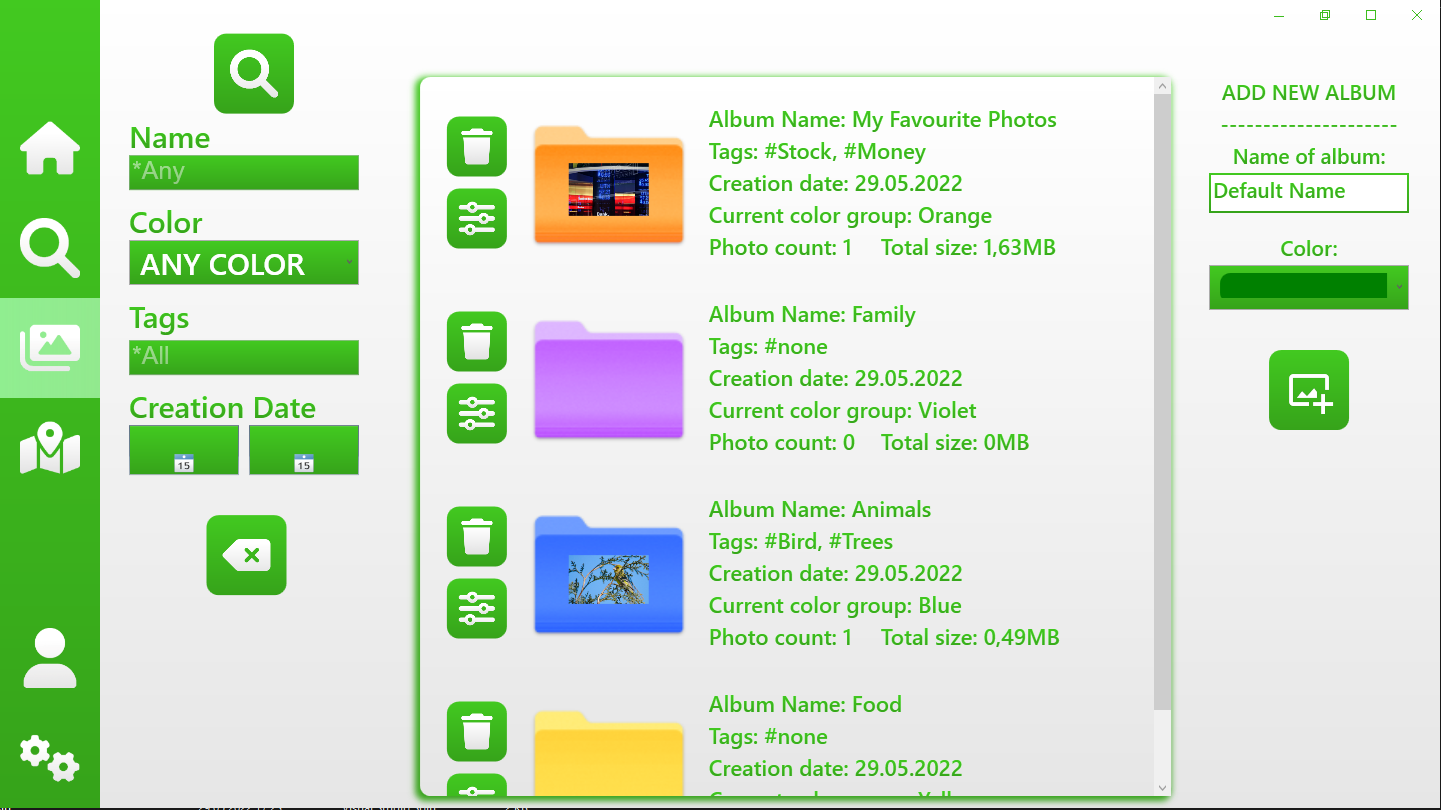 Name
*Any
Color
ANY COLOR
Tags
*All
Creation Date
15
15
Album Name: My Favourite Photos
Tags: #Stock, #Money
Creation date: 29.05.2022
Current color group: Orange
Photo count: 1 Total size: 1,63MB
Album Name: Family
Tags: #none
Creation date: 29.05.2022
Current color group: Violet
Photo count: 0 Total size: 0MB
Album Name: Animals
Tags: #Bird, #Trees
Creation date: 29.05.2022
Current color group: Blue
Photo count: 1 Total size: 0,49MB
Album Name: Food
Tags: #none
Creation date: 29.05.2022
ADD NEW ALBUM
---------------------
Name of album:
Default Name
Color: